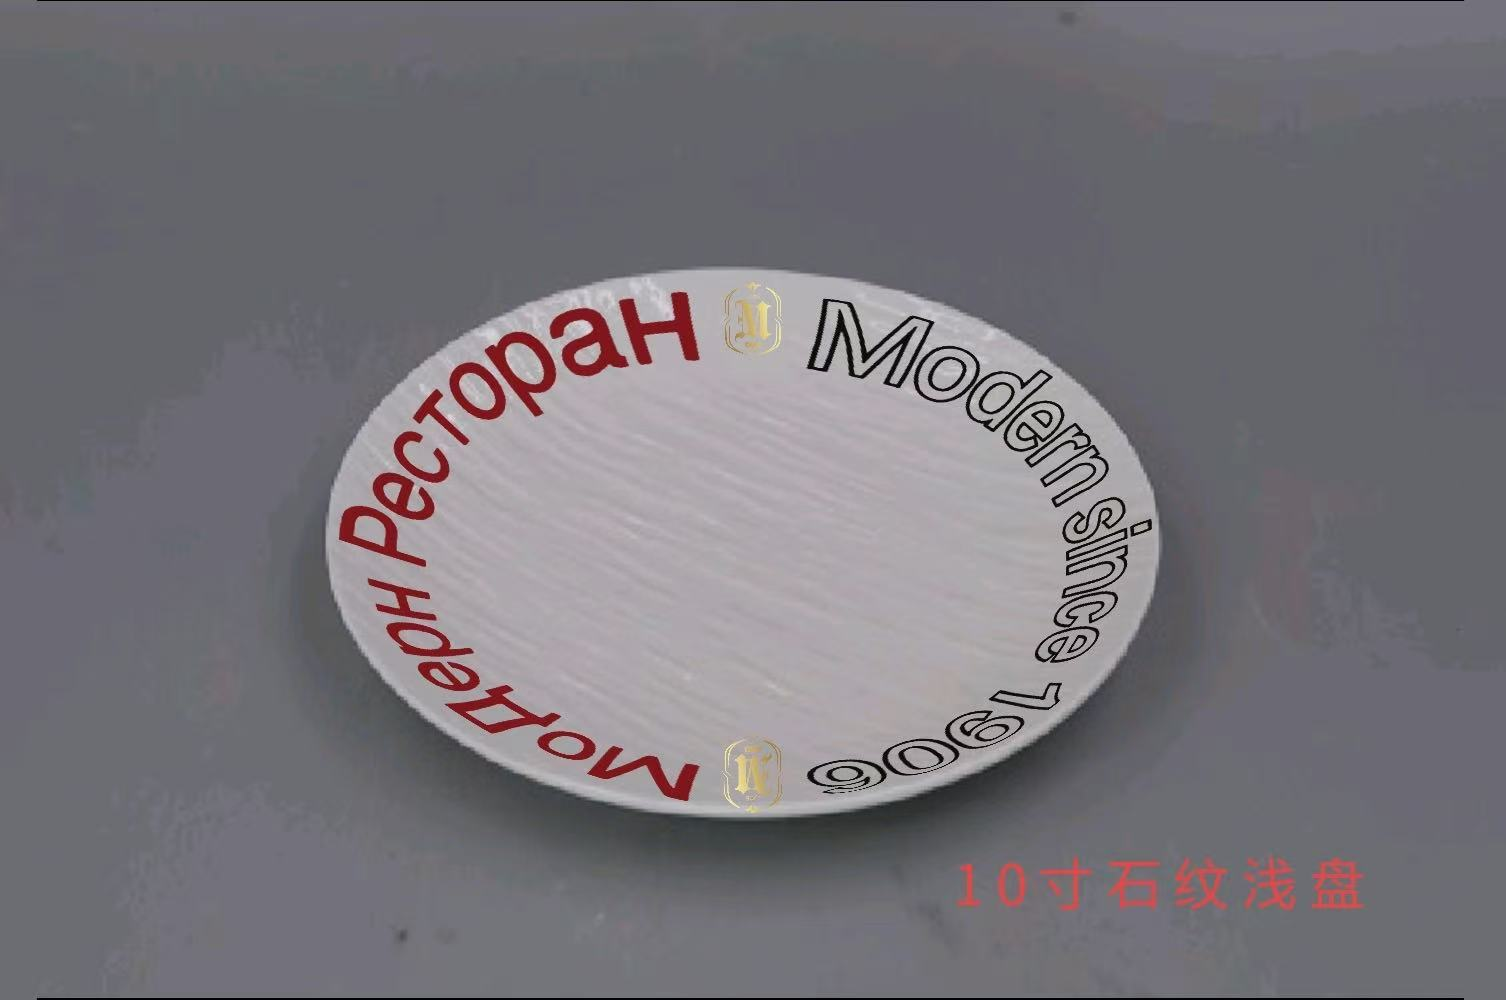 МоДерн Ресторан
M
Modern since 1906
M
10寸石纹浅盘